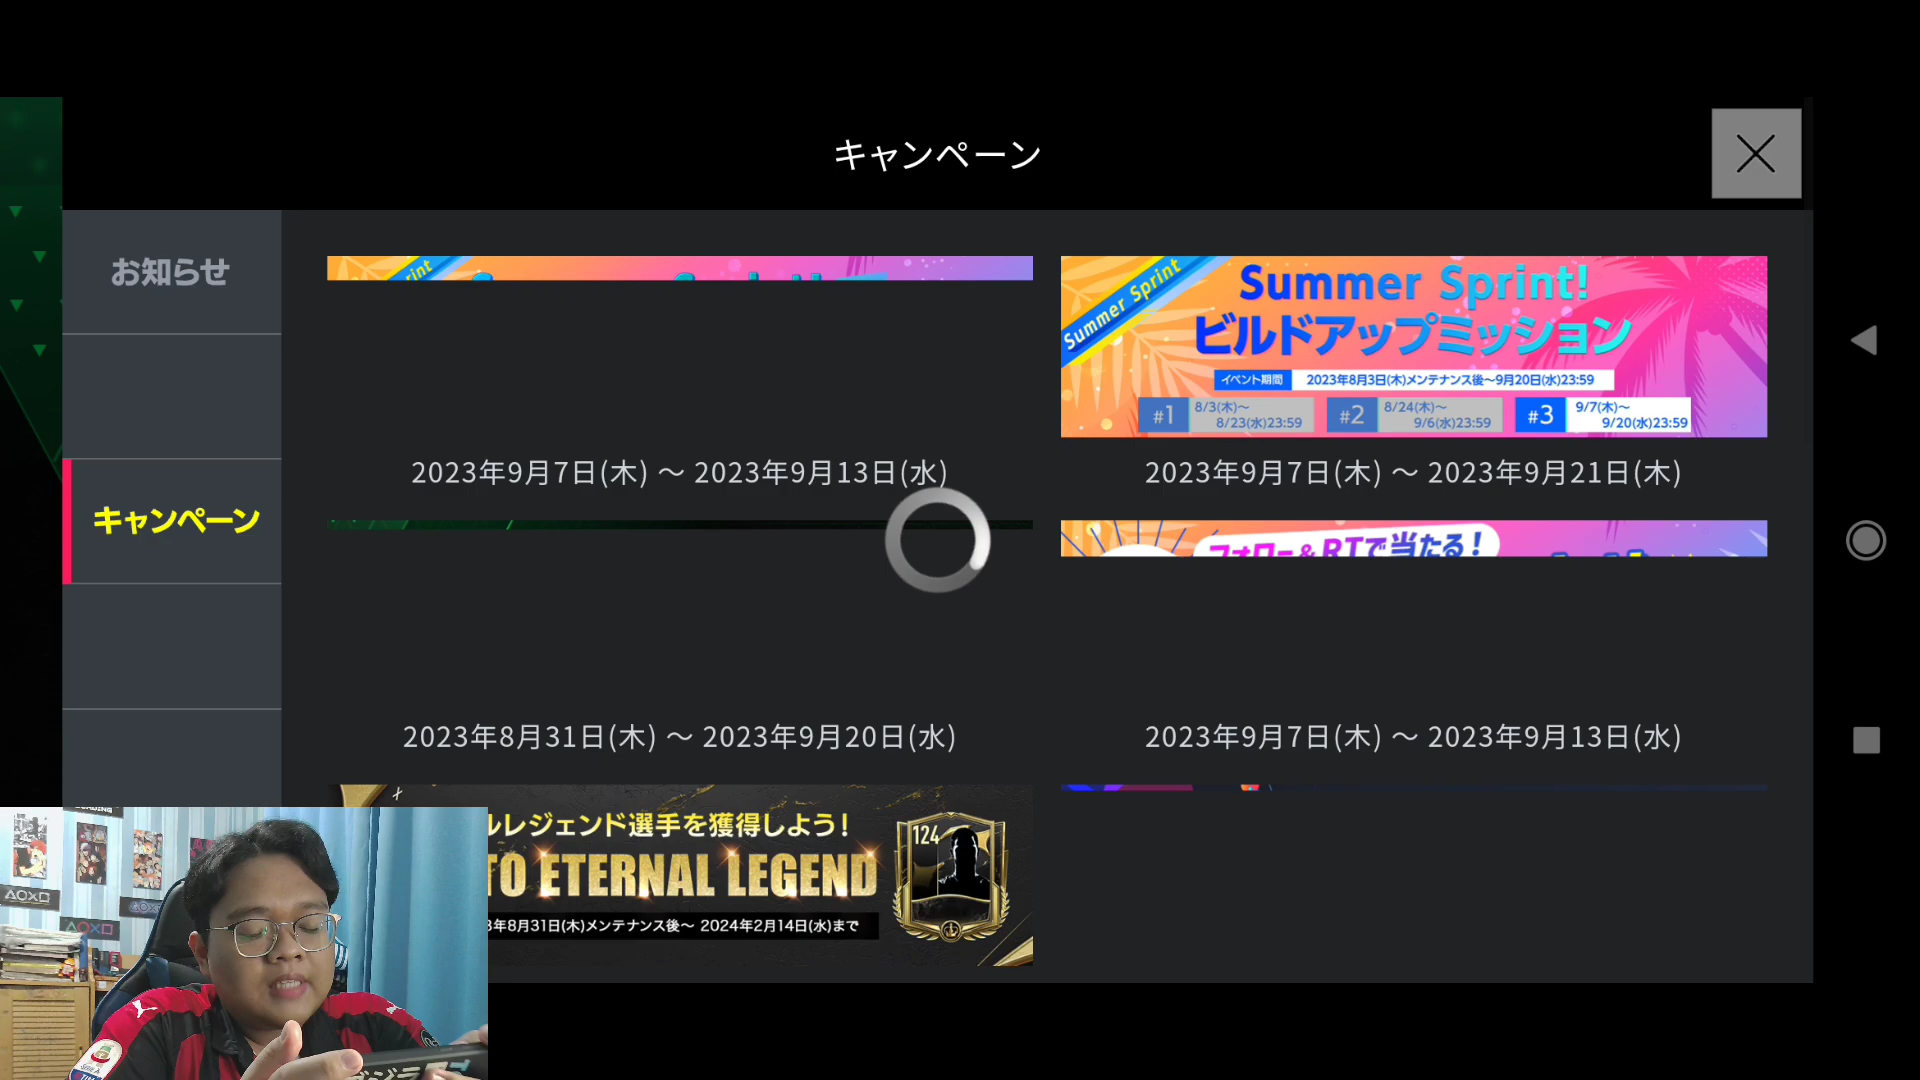 キャンペーン
お知らせ
キャンペーン
rint
Summer Sprint
Summer Sprint!
ビルドアップミッション
イベント期間 2023年8月3日(木)メンテナンス後～9月20日(水)23:59
#1 8/3(木)～ 8/23(水)23:59
#2 8/24(木)～ 9/6(水)23:59
#3 9/7(木)～ 9/20(水)23:59
2023年9月7日(木) ～ 2023年9月13日(水)
2023年9月7日(木) ～ 2023年9月21日(木)
フォロー&RTで当たる!
2023年8月31日(木) ～ 2023年9月20日(水)
2023年9月7日(木) ～ 2023年9月13日(水)
ルレジェンド選手を獲得しよう!
TO ETERNAL LEGEND
年8月31日(木)メンテナンス後～ 2024年2月14日(水)まで
124